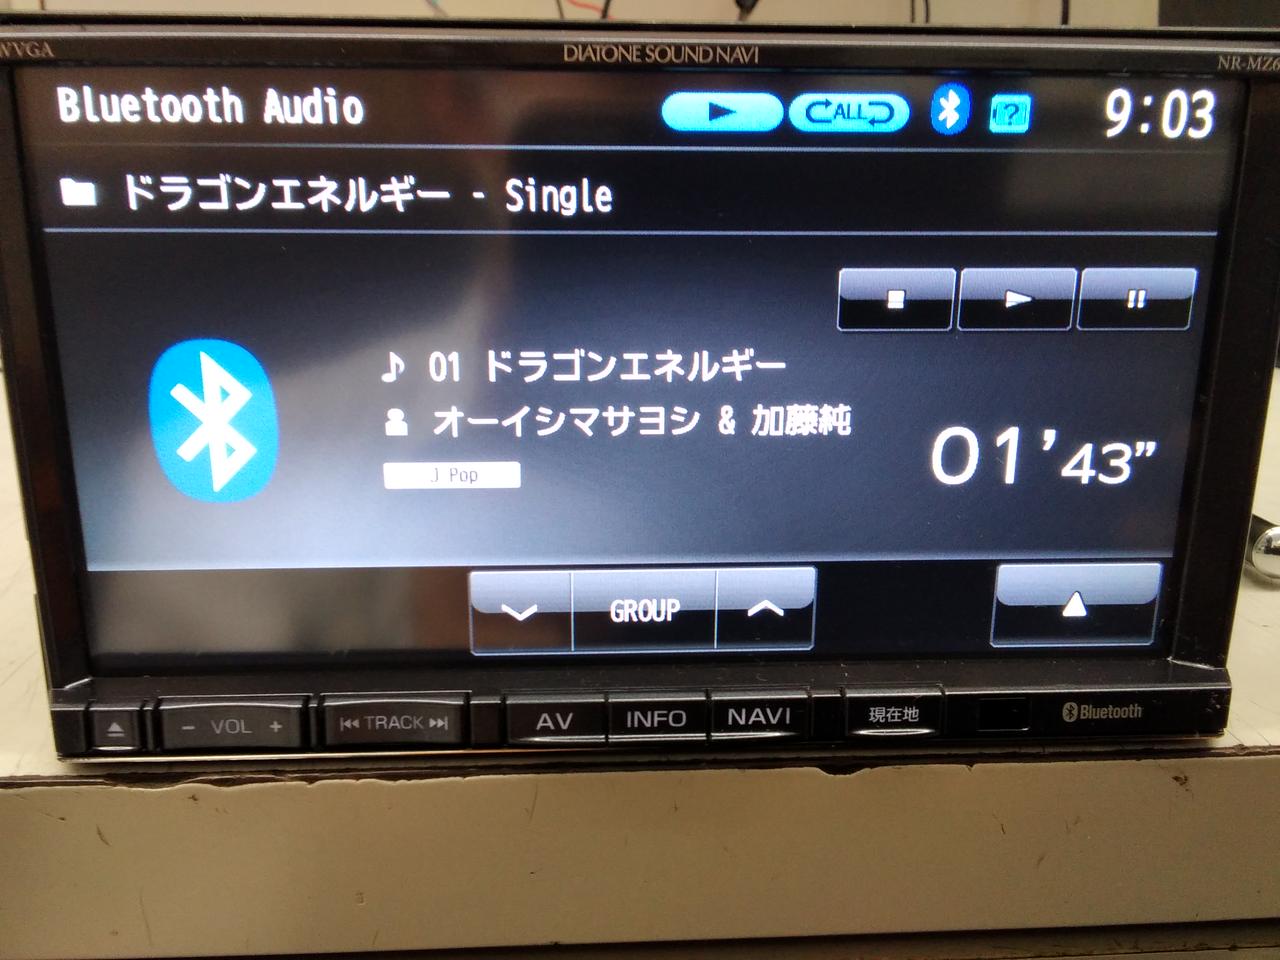 WVGA
DIATONE SOUND NAVI
NR-MZ6
Bluetooth Audio
ALL
?
9:03
ドラゴンエネルギー - Single
01 ドラゴンエネルギー
オーイシマサヨシ & 加藤純
J Pop
01’43”
GROUP
- VOL +
TRACK
AV
INFO
NAVI
現在地
Bluetooth